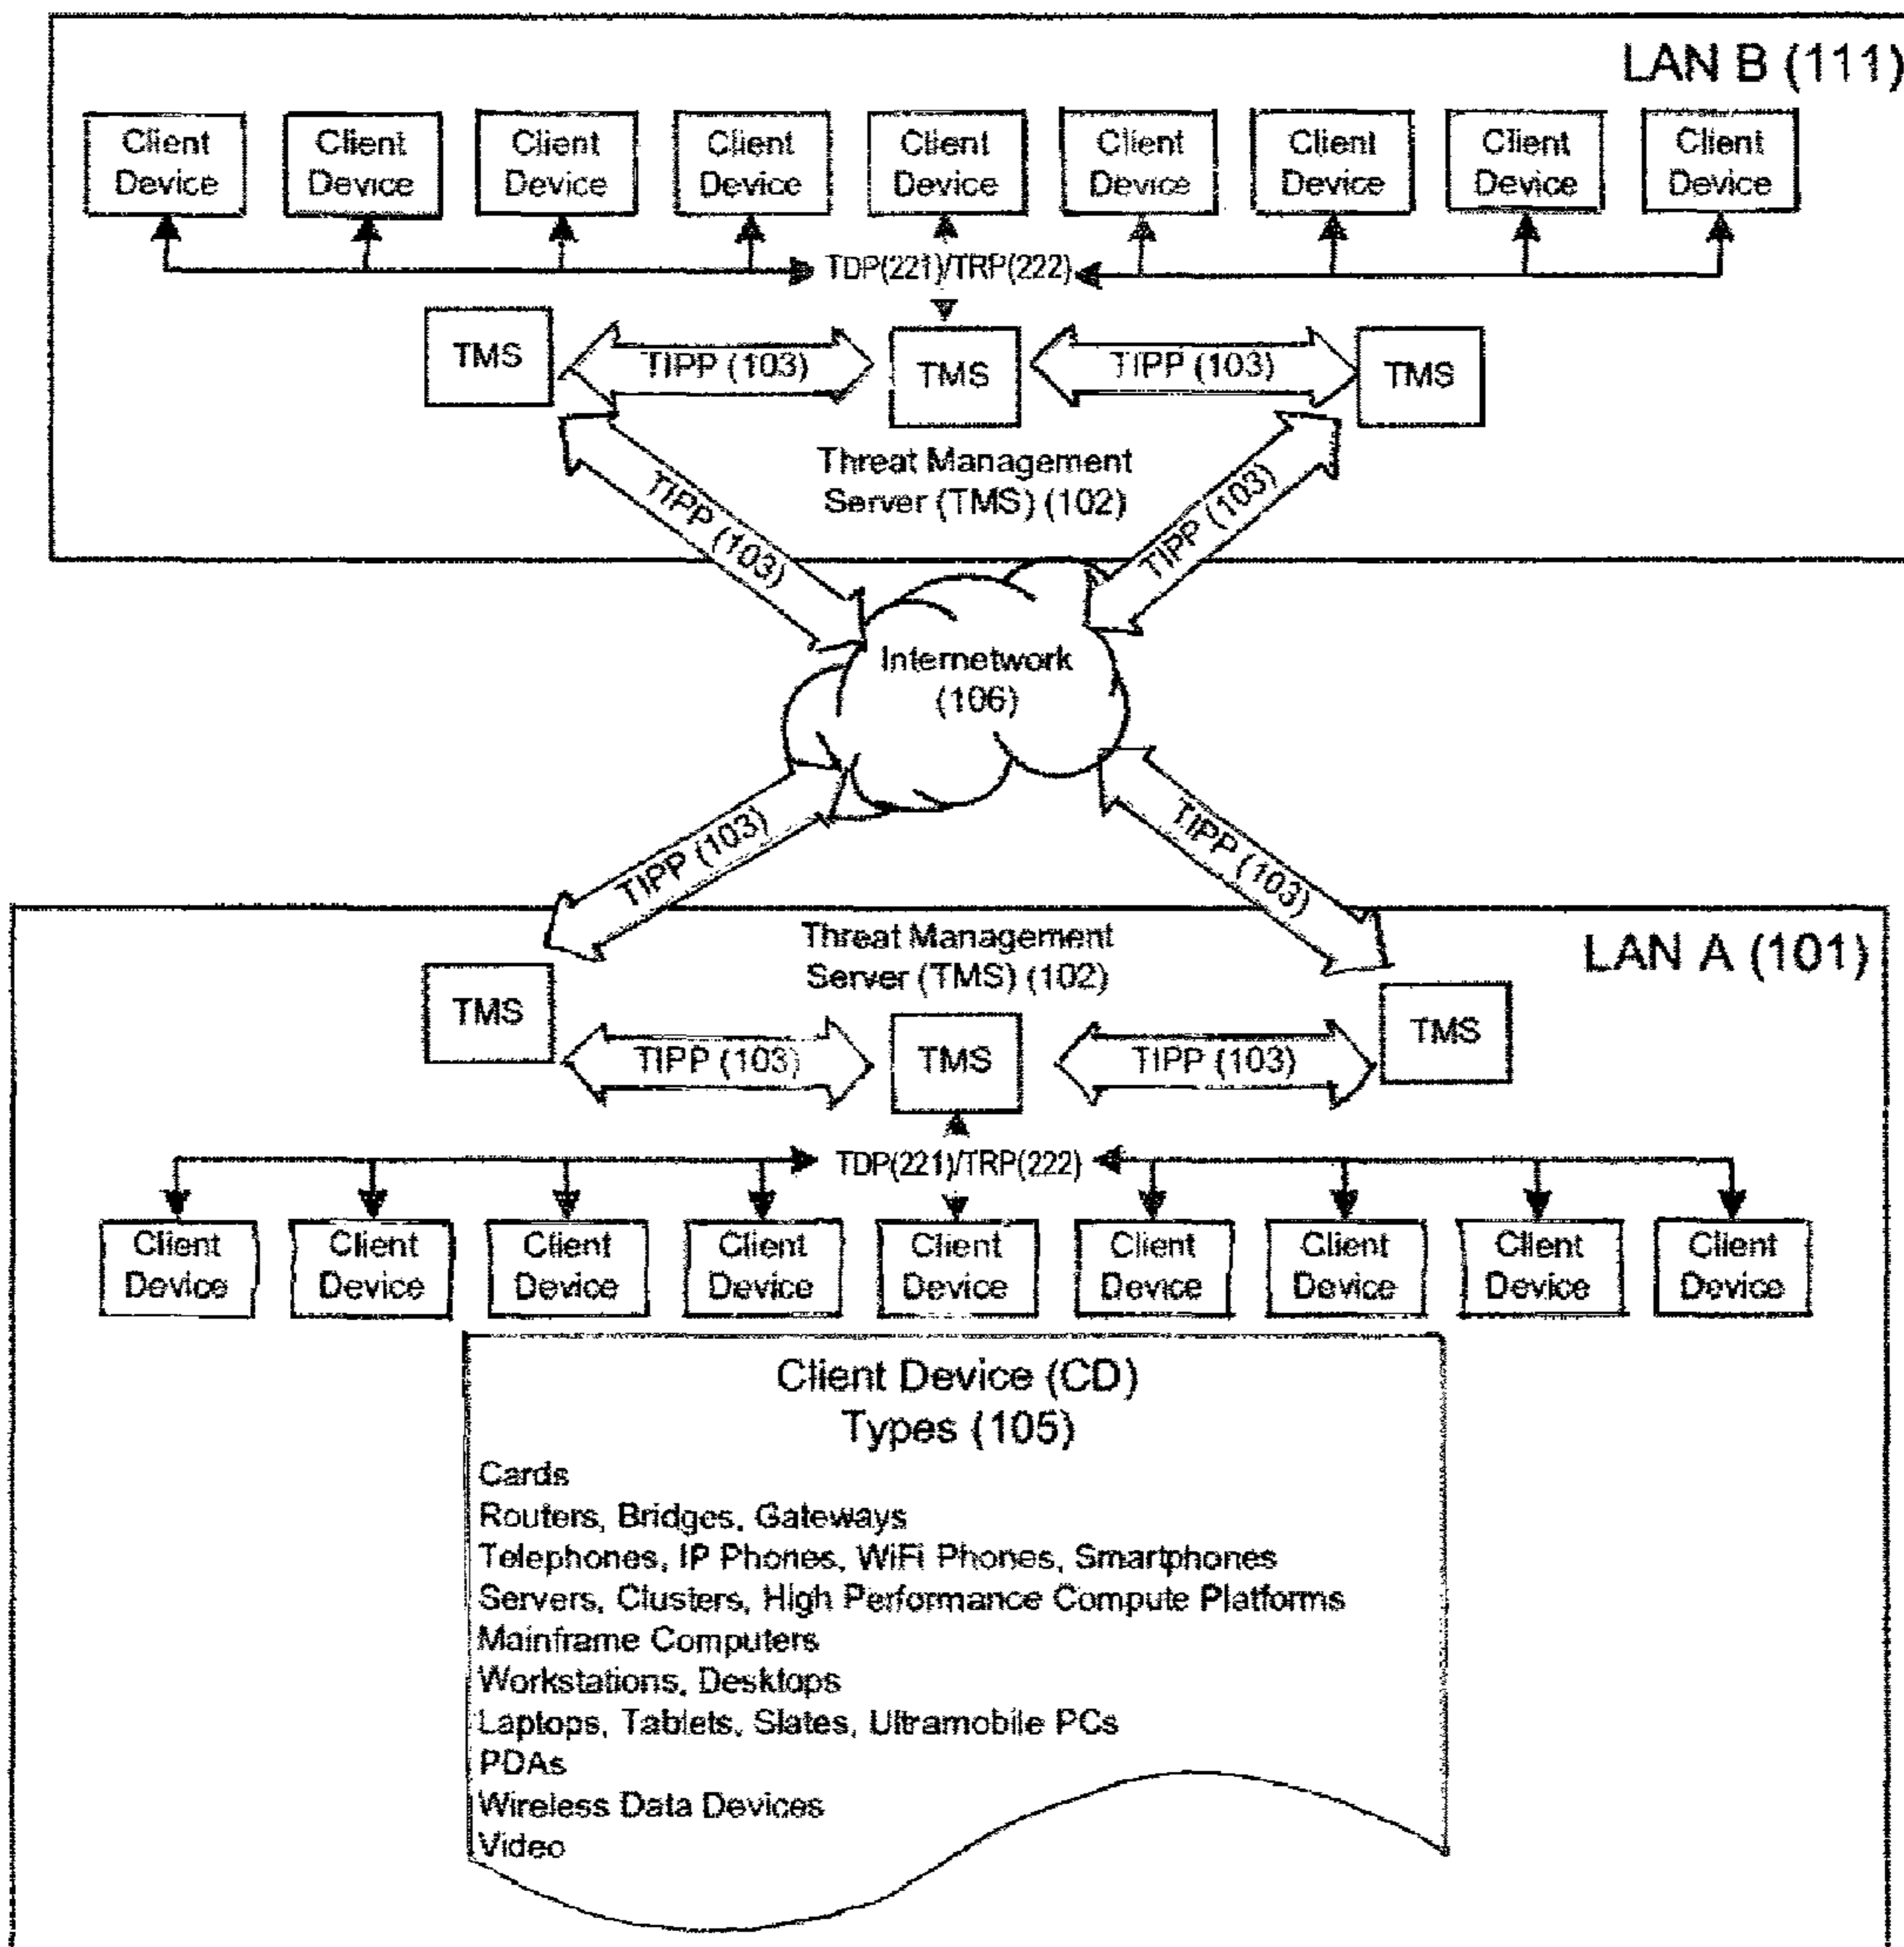 LAN B (111)
Client Device
Client Device
Client Device
Client Device
Client Device
Client Device
Client Device
Client Device
Client Device
TDP(221)/TRP(222)
TMS
TIPP (103)
TMS
TIPP (103)
TMS
Threat Management
Server (TMS) (102)
TIPP (103)
TIPP (103)
Internetwork
(106)
TIPP (103)
TIPP (103)
Threat Management
Server (TMS) (102)
LAN A (101)
TMS
TIPP (103)
TMS
TIPP (103)
TMS
TDP(221)/TRP(222)
Client Device
Client Device
Client Device
Client Device
Client Device
Client Device
Client Device
Client Device
Client Device
Client Device (CD)
Types (105)
Cards
Routers, Bridges, Gateways
Telephones, IP Phones, WiFi Phones, Smartphones
Servers, Clusters, High Performance Compute Platforms
Mainframe Computers
Workstations, Desktops
Laptops, Tablets, Slates, Ultramobile PCs
PDAs
Wireless Data Devices
Video